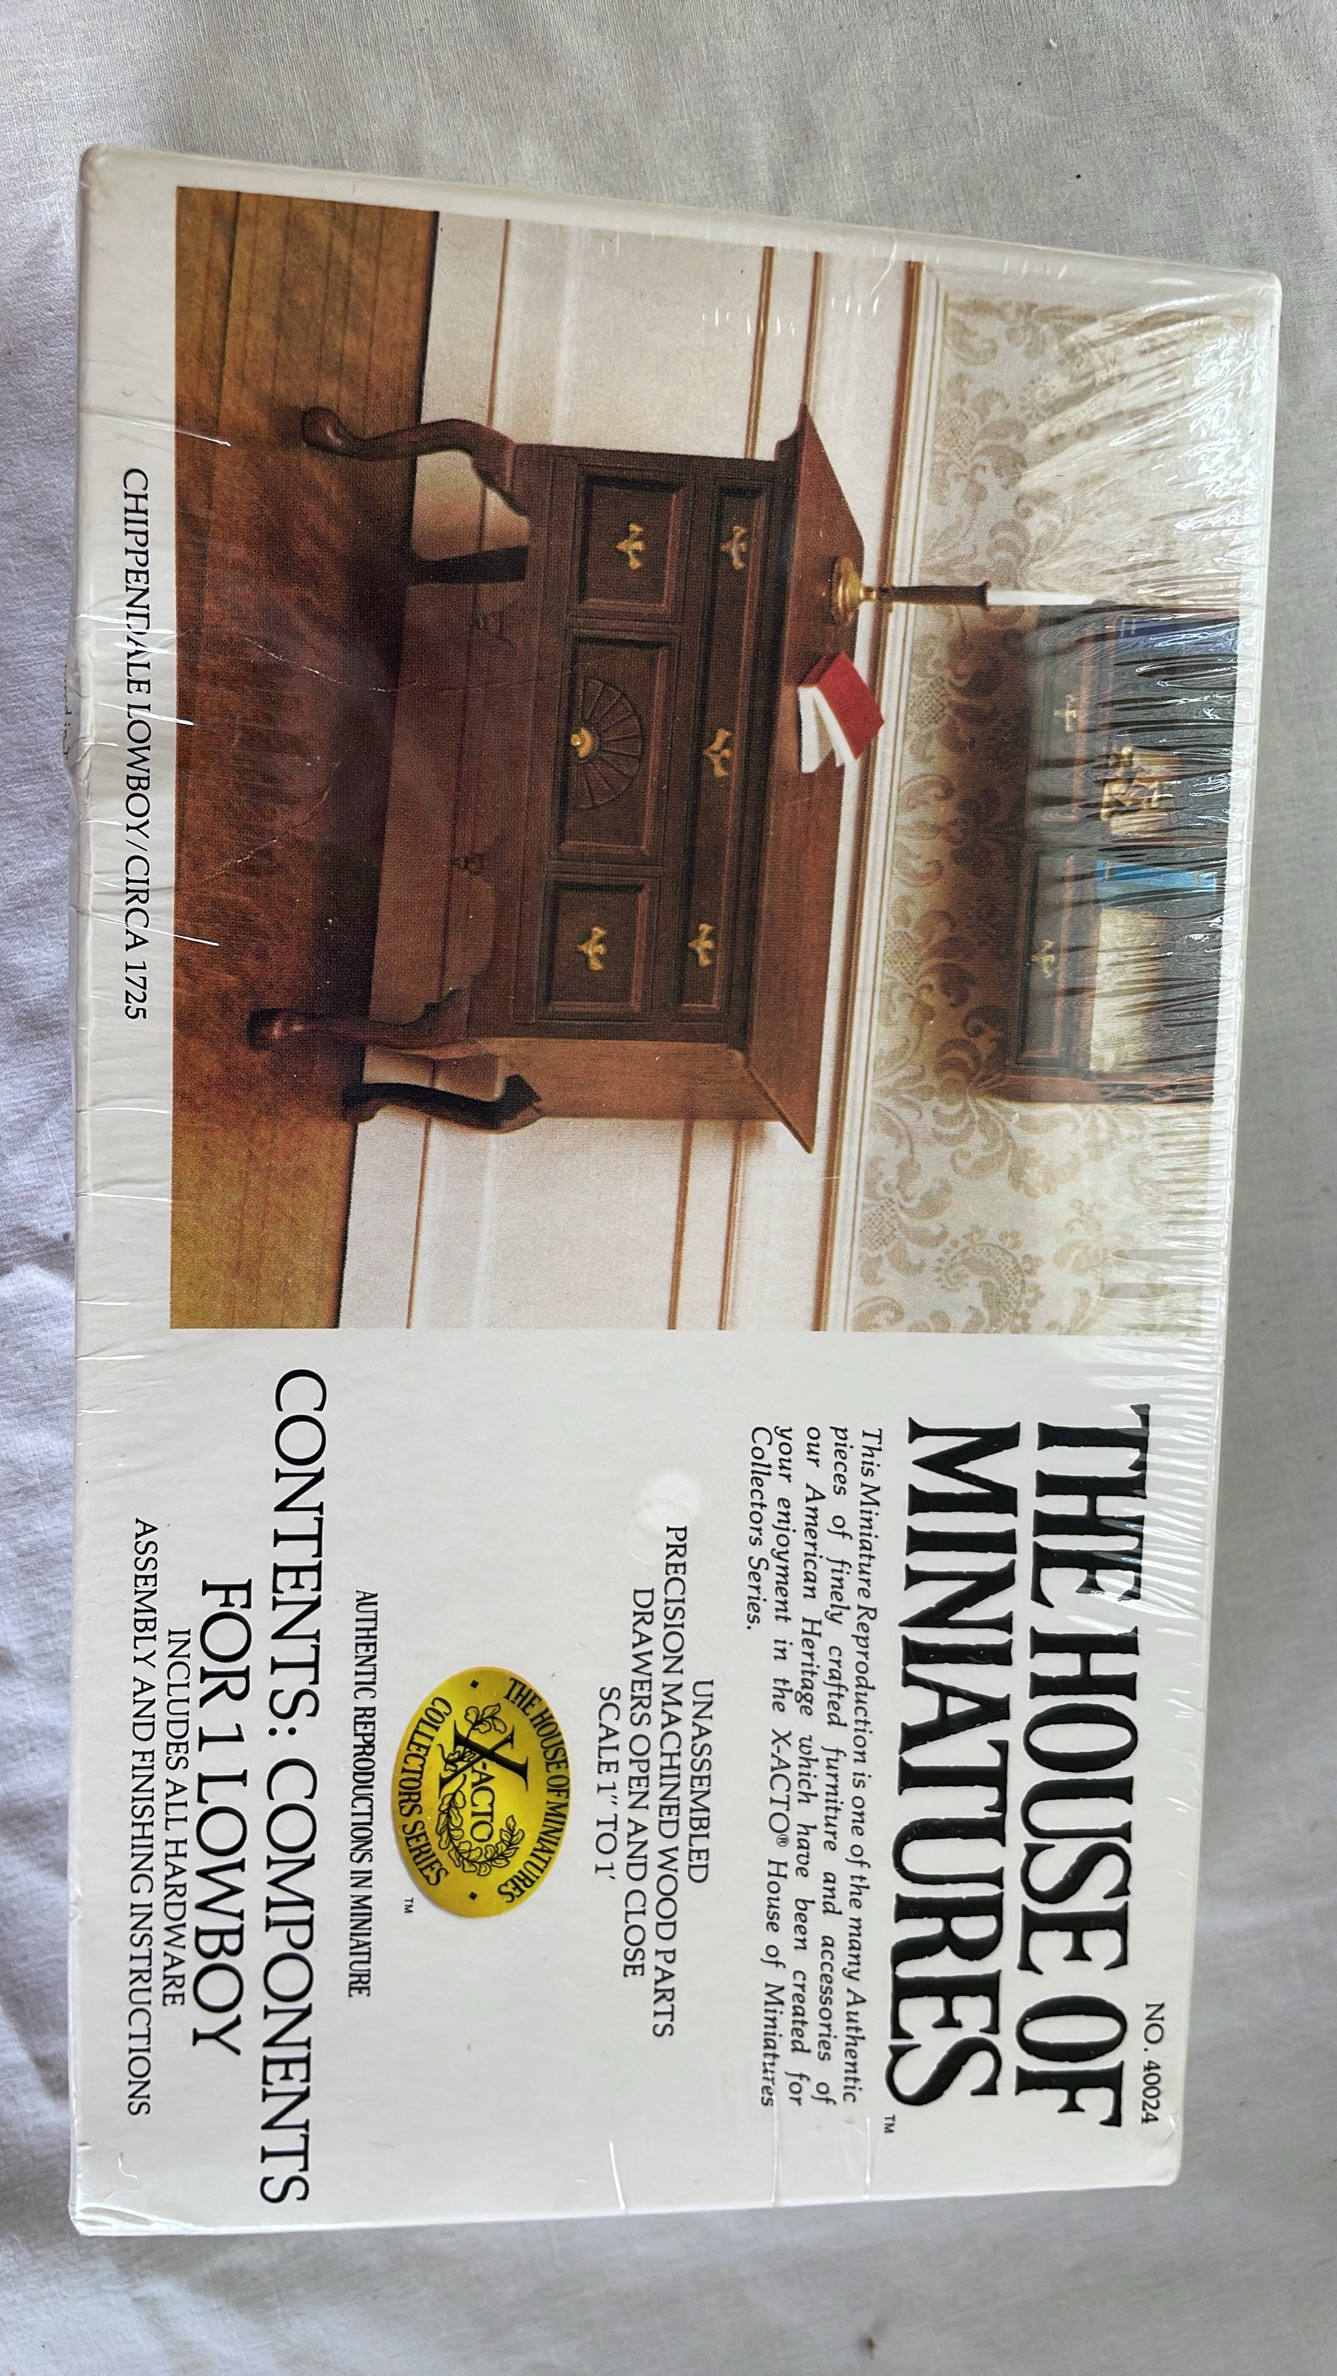 NO. 40024
THE HOUSE OF
MINIATURES™
This Miniature Reproduction is one of the many Authentic
pieces of finely crafted furniture and accessories of
our American Heritage which have been created for
your enjoyment in the X-ACTO® House of Miniatures
Collectors Series.
UNASSEMBLED
PRECISION MACHINED WOOD PARTS
DRAWERS OPEN AND CLOSE
SCALE 1" TO 1'
THE HOUSE OF MINIATURES
X-ACTO
COLLECTORS SERIES
™
AUTHENTIC REPRODUCTIONS IN MINIATURE
CONTENTS: COMPONENTS
FOR 1 LOWBOY
INCLUDES ALL HARDWARE
ASSEMBLY AND FINISHING INSTRUCTIONS
CHIPPENDALE LOWBOY / CIRCA 1725